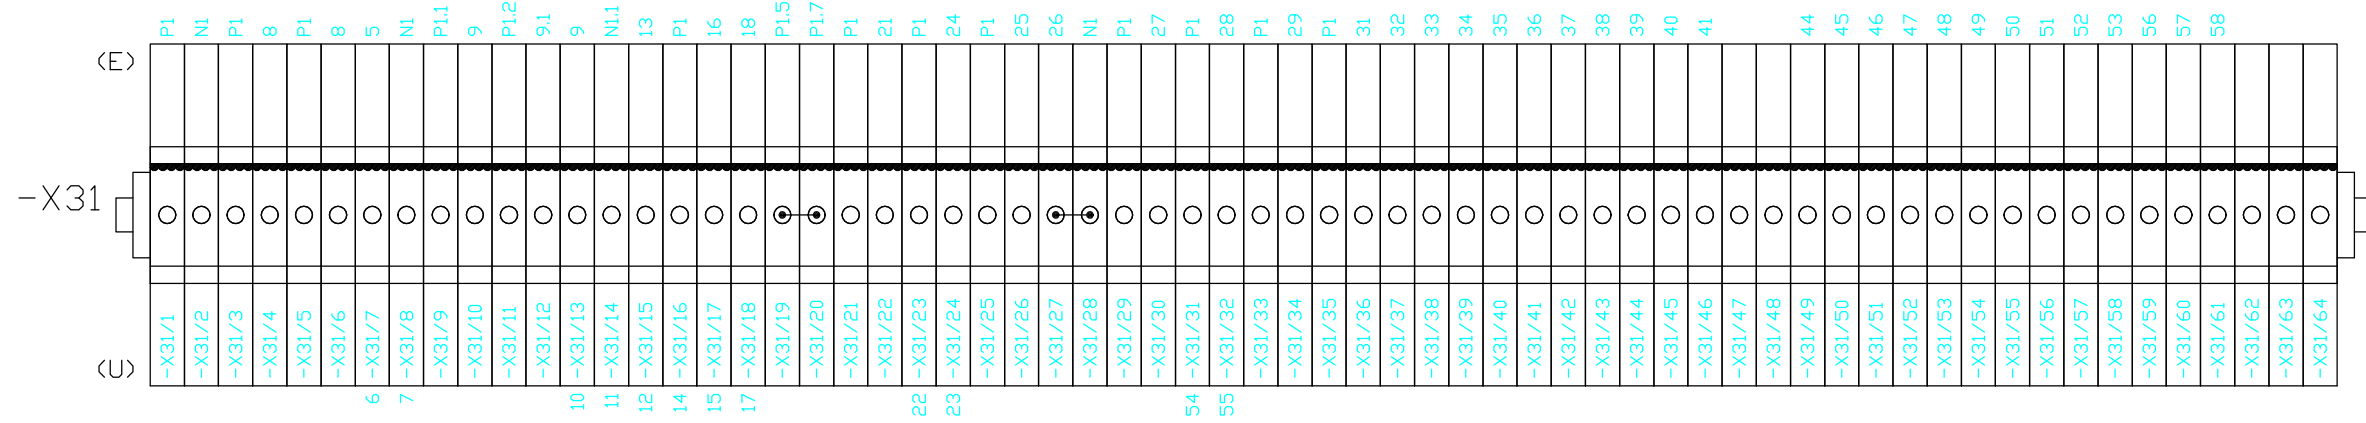 P1 N1 P1 8 P1 8 5 N1 P1.1 9 P1.2 9.1 9 N1.1 13 P1 16 18 P1.5 P1.7 P1 21 P1 24 P1 25 26 N1 P1 27 P1 28 P1 29 P1 31 32 33 34 35 36 37 38 39 40 41 44 45 46 47 48 49 50 51 52 53 56 57 58
(E)
-X31
(U)
-X31/1 -X31/2 -X31/3 -X31/4 -X31/5 -X31/6 -X31/7 -X31/8 -X31/9 -X31/10 -X31/11 -X31/12 -X31/13 -X31/14 -X31/15 -X31/16 -X31/17 -X31/18 -X31/19 -X31/20 -X31/21 -X31/22 -X31/23 -X31/24 -X31/25 -X31/26 -X31/27 -X31/28 -X31/29 -X31/30 -X31/31 -X31/32 -X31/33 -X31/34 -X31/35 -X31/36 -X31/37 -X31/38 -X31/39 -X31/40 -X31/41 -X31/42 -X31/43 -X31/44 -X31/45 -X31/46 -X31/47 -X31/48 -X31/49 -X31/50 -X31/51 -X31/52 -X31/53 -X31/54 -X31/55 -X31/56 -X31/57 -X31/58 -X31/59 -X31/60 -X31/61 -X31/62 -X31/63 -X31/64
6 7 10 11 12 14 15 17 22 23 54 55